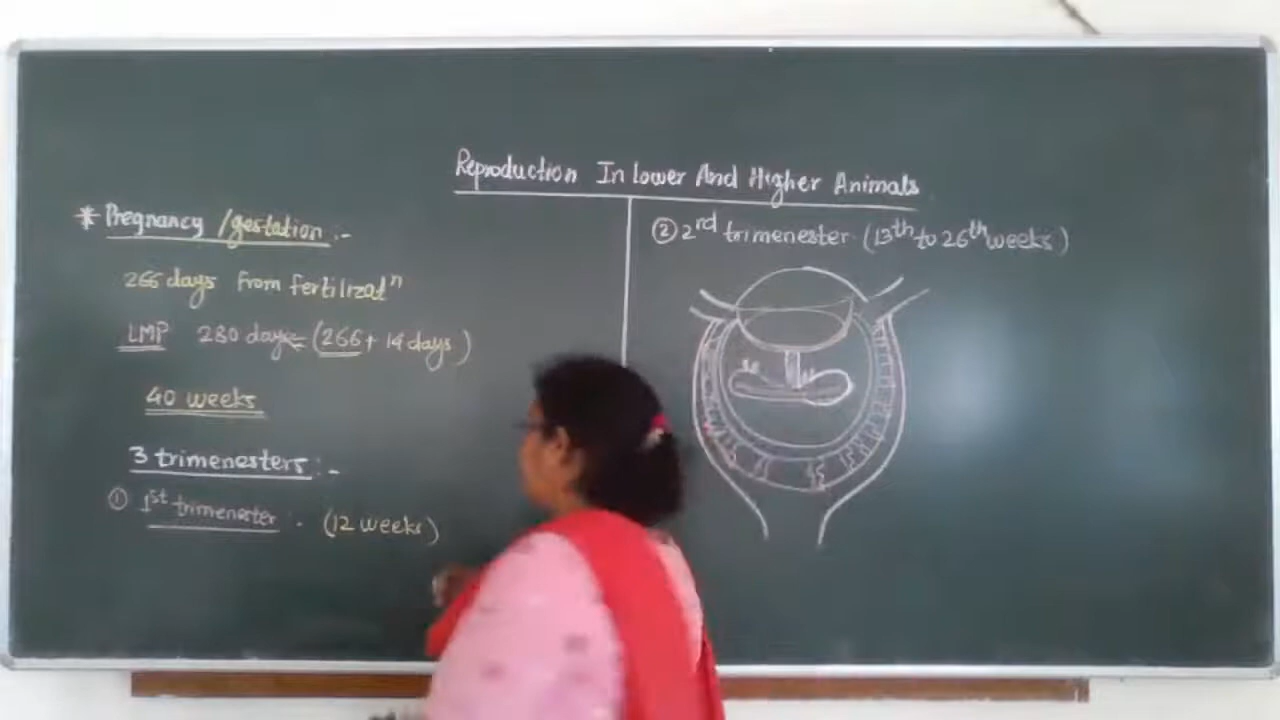 Reproduction In Lower And Higher Animals
* Pregnancy / gestation :-
266 days from fertilizatⁿ
LMP 280 days = (266 + 14 days)
40 weeks
3 trimenesters :-
① 1st trimenester - (12 weeks)
② 2nd trimenester (13th to 26th weeks)